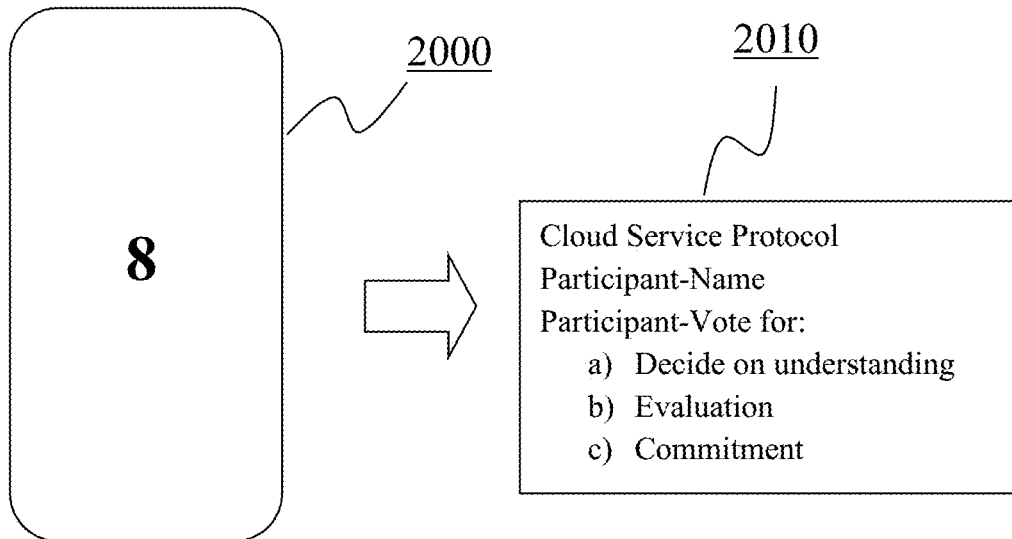 2000
2010
8
Cloud Service Protocol
Participant-Name
Participant-Vote for:
a) Decide on understanding
b) Evaluation
c) Commitment